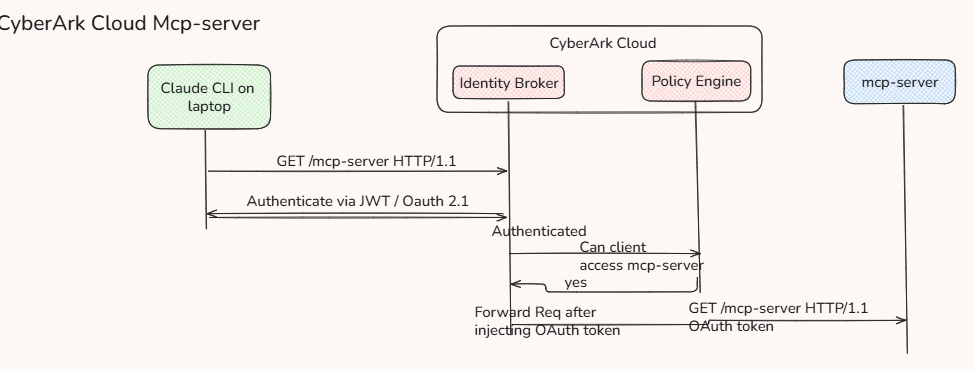 CyberArk Cloud Mcp-server
CyberArk Cloud
Claude CLI on
laptop
Identity Broker
Policy Engine
mcp-server
GET /mcp-server HTTP/1.1
Authenticate via JWT / Oauth 2.1
Authenticated
Can client
access mcp-server
yes
Forward Req after
injecting OAuth token
GET /mcp-server HTTP/1.1
OAuth token